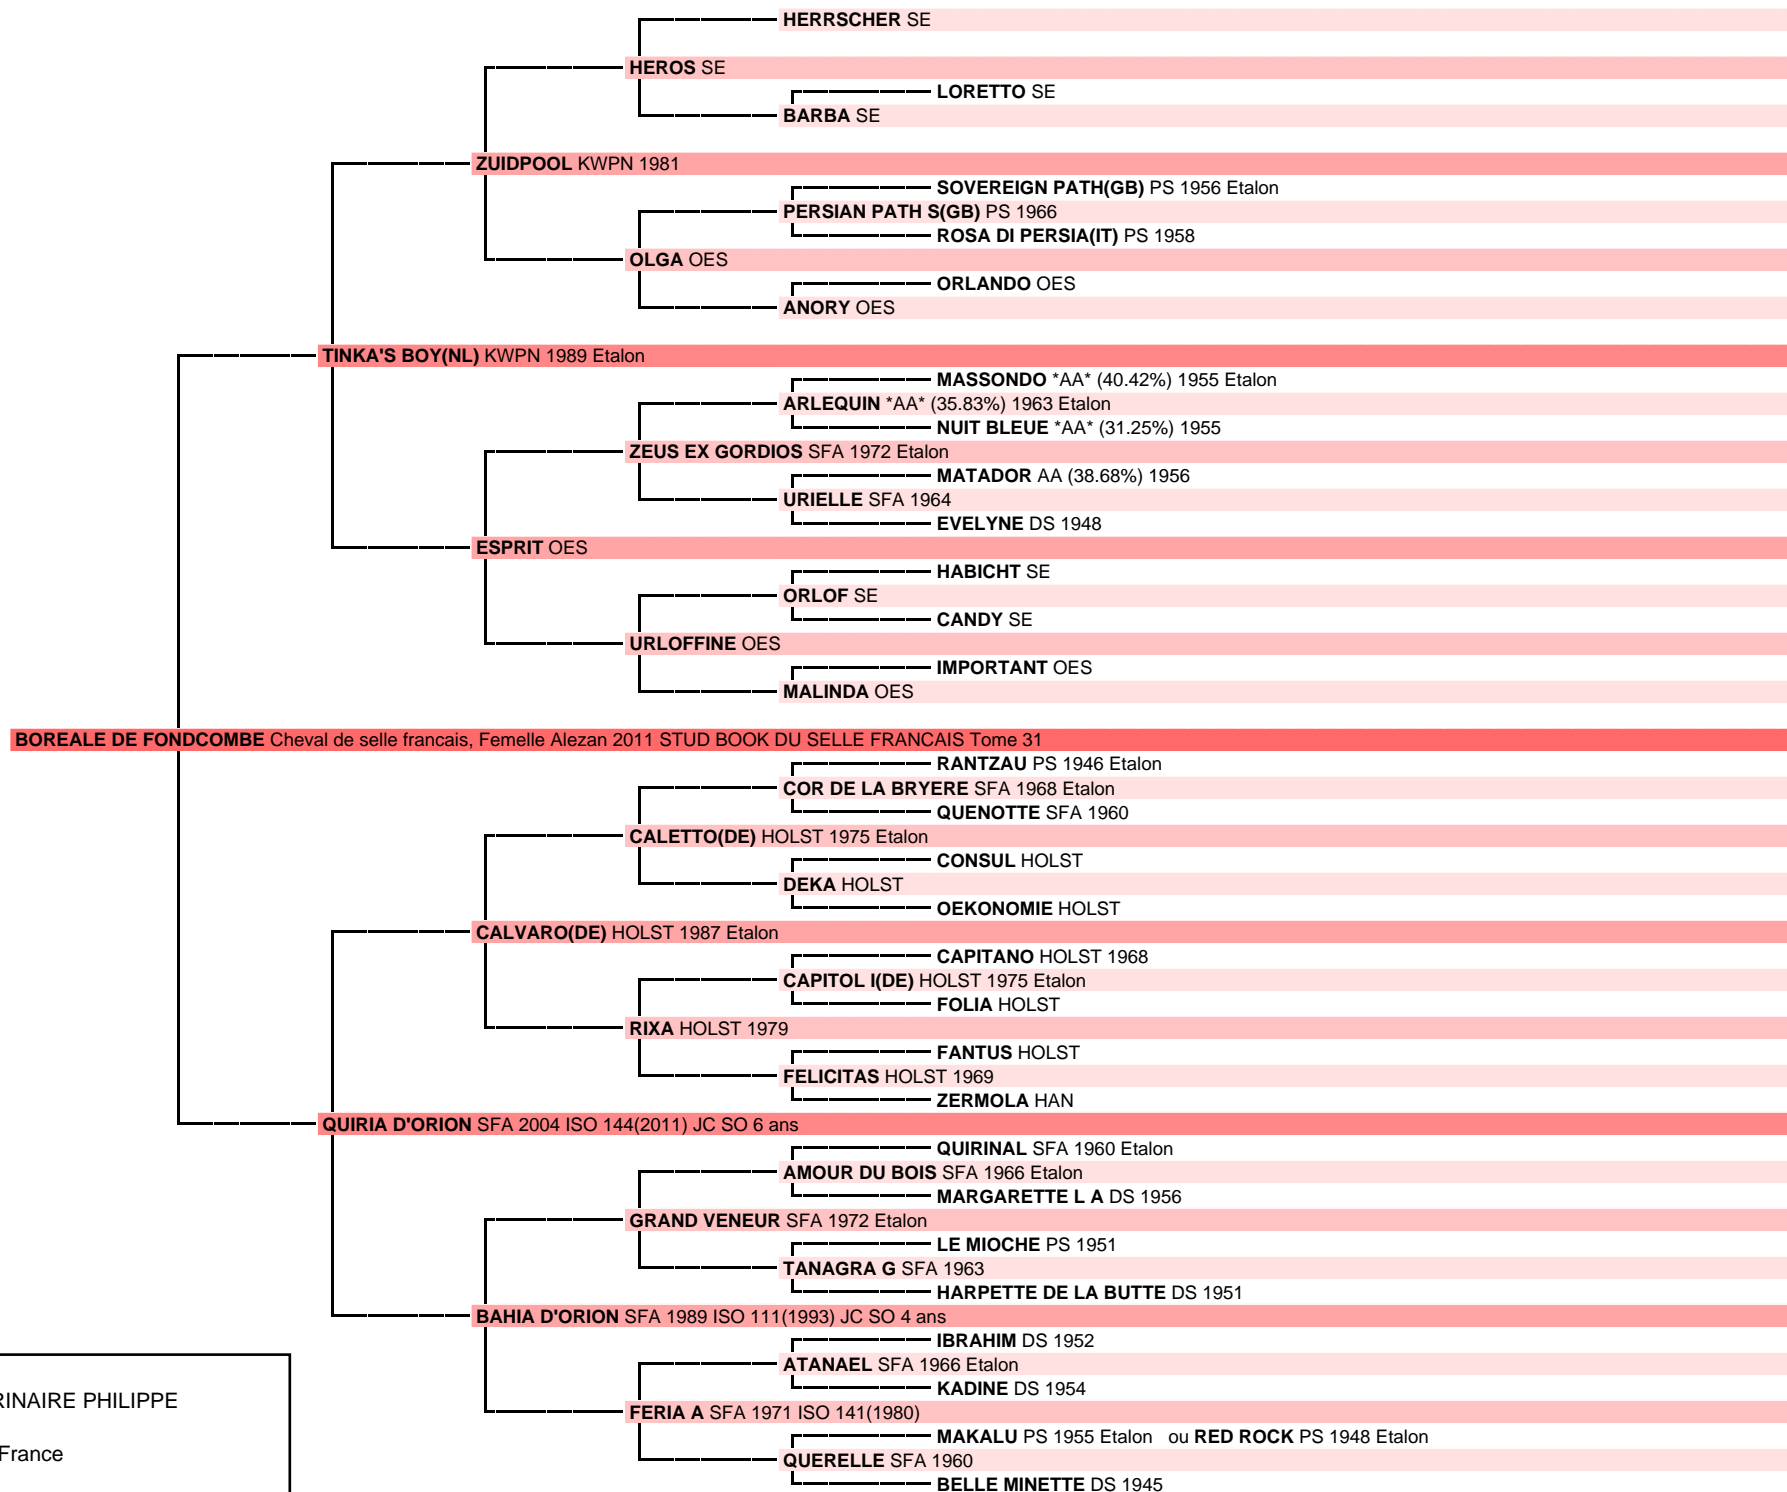 HERRSCHER SE
HEROS SE
LORETTO SE
BARBA SE
ZUIDPOOL KWPN 1981
SOVEREIGN PATH(GB) PS 1956 Etalon
PERSIAN PATH S(GB) PS 1966
ROSA DI PERSIA(IT) PS 1958
OLGA OES
ORLANDO OES
ANORY OES
TINKA'S BOY(NL) KWPN 1989 Etalon
MASSONDO *AA* (40.42%) 1955 Etalon
ARLEQUIN *AA* (35.83%) 1963 Etalon
NUIT BLEUE *AA* (31.25%) 1955
ZEUS EX GORDIOS SFA 1972 Etalon
MATADOR AA (38.68%) 1956
URIELLE SFA 1964
EVELYNE DS 1948
ESPRIT OES
HABICHT SE
ORLOF SE
CANDY SE
URLOFFINE OES
IMPORTANT OES
MALINDA OES
BOREALE DE FONDCOMBE Cheval de selle francais, Femelle Alezan 2011 STUD BOOK DU SELLE FRANCAIS Tome 31
RANTZAU PS 1946 Etalon
COR DE LA BRYERE SFA 1968 Etalon
QUENOTTE SFA 1960
CALETTO(DE) HOLST 1975 Etalon
CONSUL HOLST
DEKA HOLST
OEKONOMIE HOLST
CALVARO(DE) HOLST 1987 Etalon
CAPITANO HOLST 1968
CAPITOL I(DE) HOLST 1975 Etalon
FOLIA HOLST
RIXA HOLST 1979
FANTUS HOLST
FELICITAS HOLST 1969
ZERMOLA HAN
QUIRIA D'ORION SFA 2004 ISO 144(2011) JC SO 6 ans
QUIRINAL SFA 1960 Etalon
AMOUR DU BOIS SFA 1966 Etalon
MARGARETTE L A DS 1956
GRAND VENEUR SFA 1972 Etalon
LE MIOCHE PS 1951
TANAGRA G SFA 1963
HARPETTE DE LA BUTTE DS 1951
BAHIA D'ORION SFA 1989 ISO 111(1993) JC SO 4 ans
IBRAHIM DS 1952
ATANAEL SFA 1966 Etalon
KADINE DS 1954
FERIA A SFA 1971 ISO 141(1980)
MAKALU PS 1955 Etalon ou RED ROCK PS 1948 Etalon
QUERELLE SFA 1960
BELLE MINETTE DS 1945
RINAIRE PHILIPPE
France